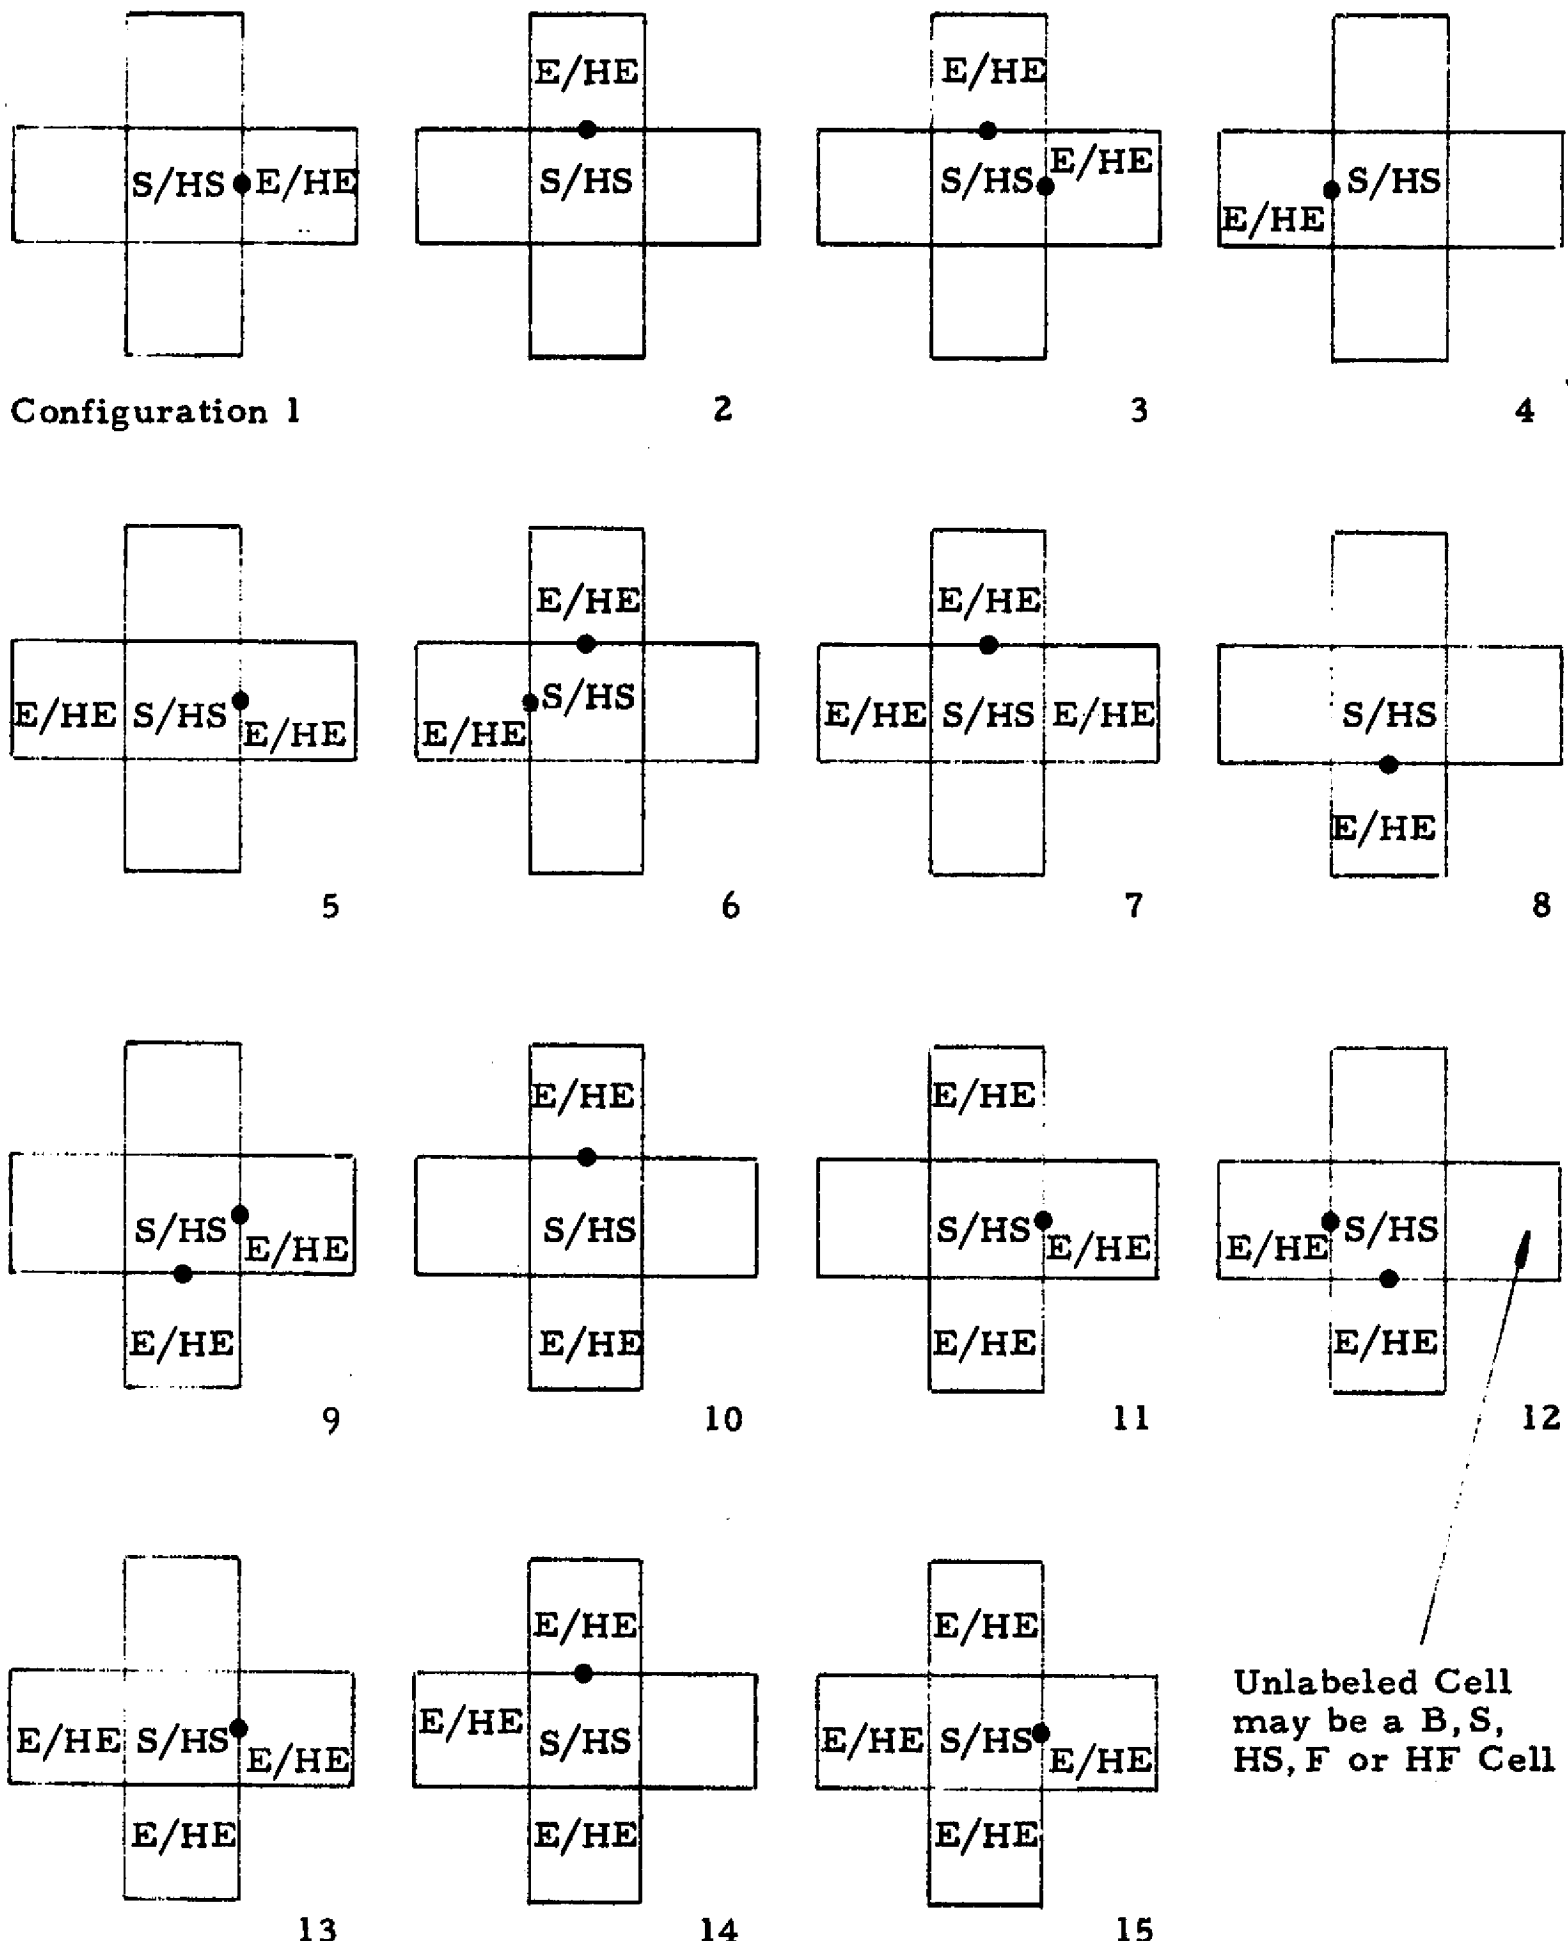 E/HE E/HE
S/HS E/HE S/HS S/HS E/HE E/HE S/HS
Configuration 1 2 3 4
E/HE E/HE
E/HE S/HS E/HE E/HE S/HS E/HE S/HS E/HE S/HS
E/HE
5 6 7 8
E/HE E/HE
S/HS E/HE S/HS S/HS E/HE E/HE S/HS
E/HE E/HE E/HE E/HE
9 10 11 12
E/HE E/HE
E/HE S/HS E/HE E/HE S/HS E/HE S/HS E/HE
E/HE E/HE E/HE
13 14 15
Unlabeled Cell
may be a B, S,
HS, F or HF Cell